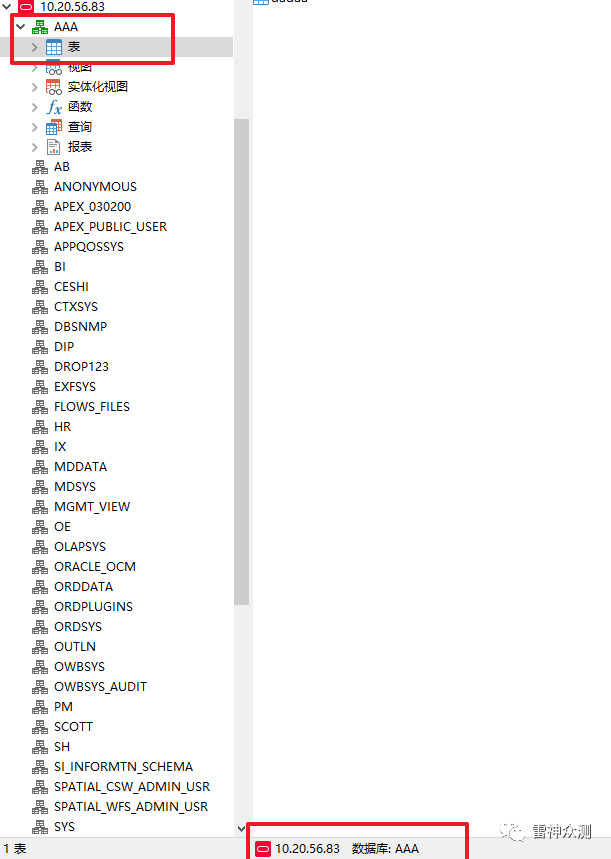 10.20.56.83
AAA
表
视图
实体化视图
函数
查询
报表
AB
ANONYMOUS
APEX_030200
APEX_PUBLIC_USER
APPQOSSYS
BI
CESHI
CTXSYS
DBSNMP
DIP
DROP123
EXFSYS
FLOWS_FILES
HR
IX
MDDATA
MDSYS
MGMT_VIEW
OE
OLAPSYS
ORACLE_OCM
ORDDATA
ORDPLUGINS
ORDSYS
OUTLN
OWBSYS
OWBSYS_AUDIT
PM
SCOTT
SH
SI_INFORMTN_SCHEMA
SPATIAL_CSW_ADMIN_USR
SPATIAL_WFS_ADMIN_USR
SYS
雷神众测
1 表
10.20.56.83 数据库: AAA